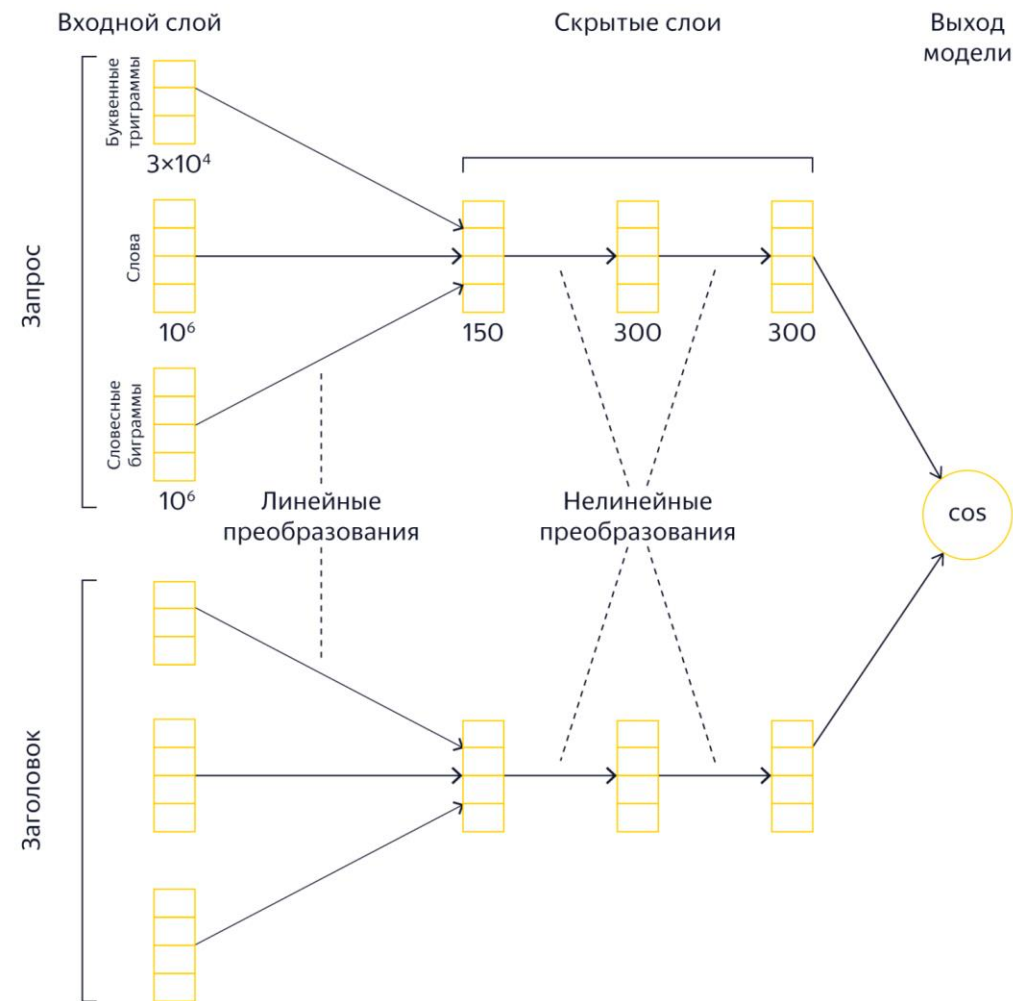 Входной слой
Скрытые слои
Выход
модели
Запрос
Буквенные
триграммы
3×10⁴
Слова
10⁶
Словесные
биграммы
10⁶
150
300
300
Линейные
преобразования
Нелинейные
преобразования
cos
Заголовок